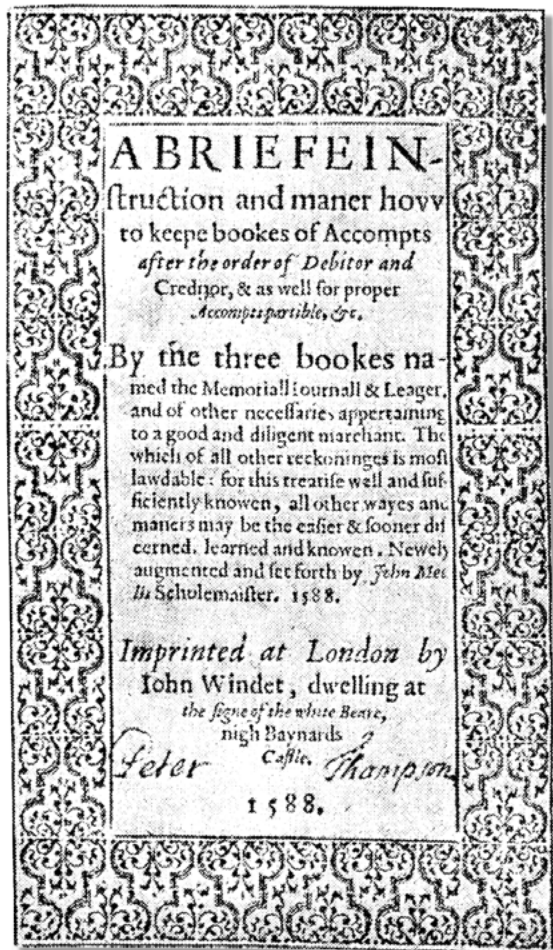 A BRIEFE IN-
ſtruction and maner hovv
to keepe bookes of Accompts
after the order of Debitor and
Creditor, & as well for proper
Accompts partible, &c.
By the three bookes na-
med the Memoriall Iournall & Leager,
and of other neceſſaries appertaining
to a good and diligent marchant. The
which of all other reckoninges is moſt
lawdable: for this treatiſe well and ſuf-
ficiently knowen, all other wayes and
maners may be the eaſier & ſooner diſ
cerned, learned and knowen. Newely
augmented and ſet forth by John Mel
lis Scholemaiſter. 1588.
Imprinted at London by
Iohn Windet, dwelling at
the ſigne of the white Beare,
nigh Baynards
Caſtle.
Peter Thampson
1588.